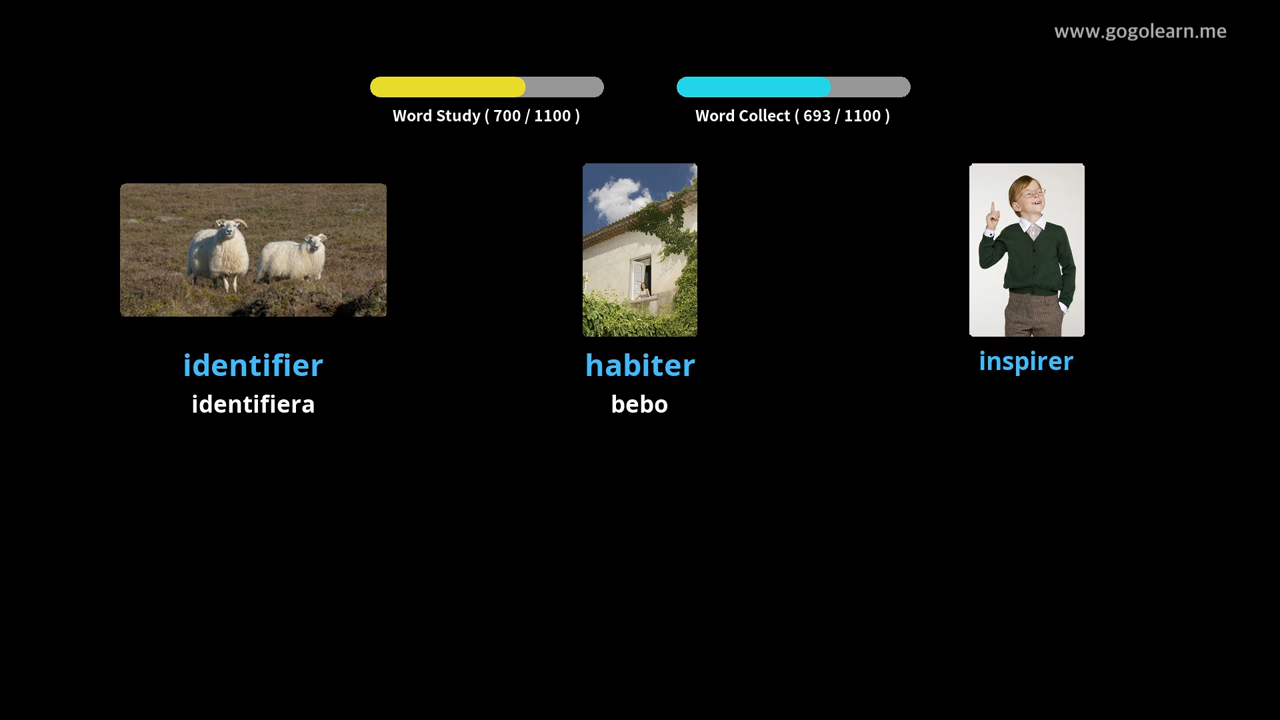 www.gogolearn.me
Word Study ( 700 / 1100 )
Word Collect ( 693 / 1100 )
identifier
habiter
inspirer
identifiera
bebo